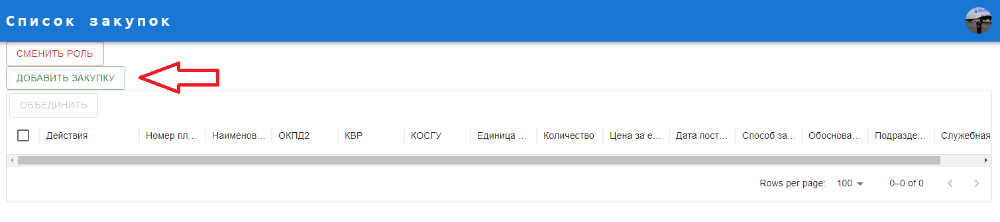 Список закупок
СМЕНИТЬ РОЛЬ
ДОБАВИТЬ ЗАКУПКУ
ОБЪЕДИНИТЬ
Действия Номер пл... Наименов... ОКПД2 КВР КОСГУ Единица ... Количество Цена за е... Дата пост... Способ за... Обоснова... Подразде... Служебная
Rows per page: 100 0–0 of 0